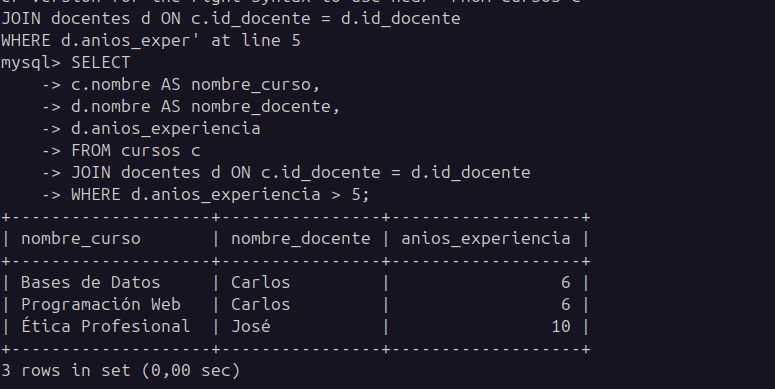 JOIN docentes d ON c.id_docente = d.id_docente
WHERE d.anios_exper' at line 5
mysql> SELECT
    -> c.nombre AS nombre_curso,
    -> d.nombre AS nombre_docente,
    -> d.anios_experiencia
    -> FROM cursos c
    -> JOIN docentes d ON c.id_docente = d.id_docente
    -> WHERE d.anios_experiencia > 5;
+--------------------+----------------+-------------------+
| nombre_curso       | nombre_docente | anios_experiencia |
+--------------------+----------------+-------------------+
| Bases de Datos     | Carlos         |                 6 |
| Programación Web   | Carlos         |                 6 |
| Ética Profesional  | José           |                10 |
+--------------------+----------------+-------------------+
3 rows in set (0,00 sec)